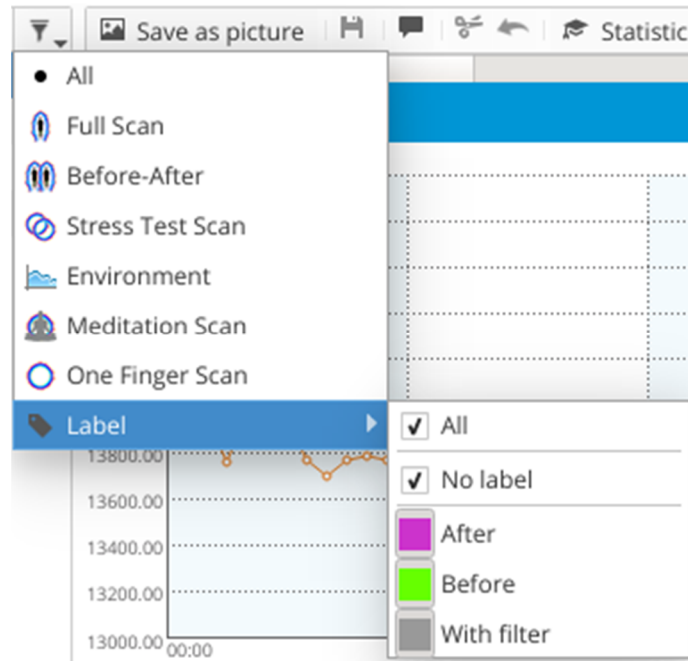 Save as picture
Statistic
All
Full Scan
Before-After
Stress Test Scan
Environment
Meditation Scan
One Finger Scan
Label
All
No label
After
Before
With filter
13800.00
13600.00
13400.00
13200.00
13000.00
00:00